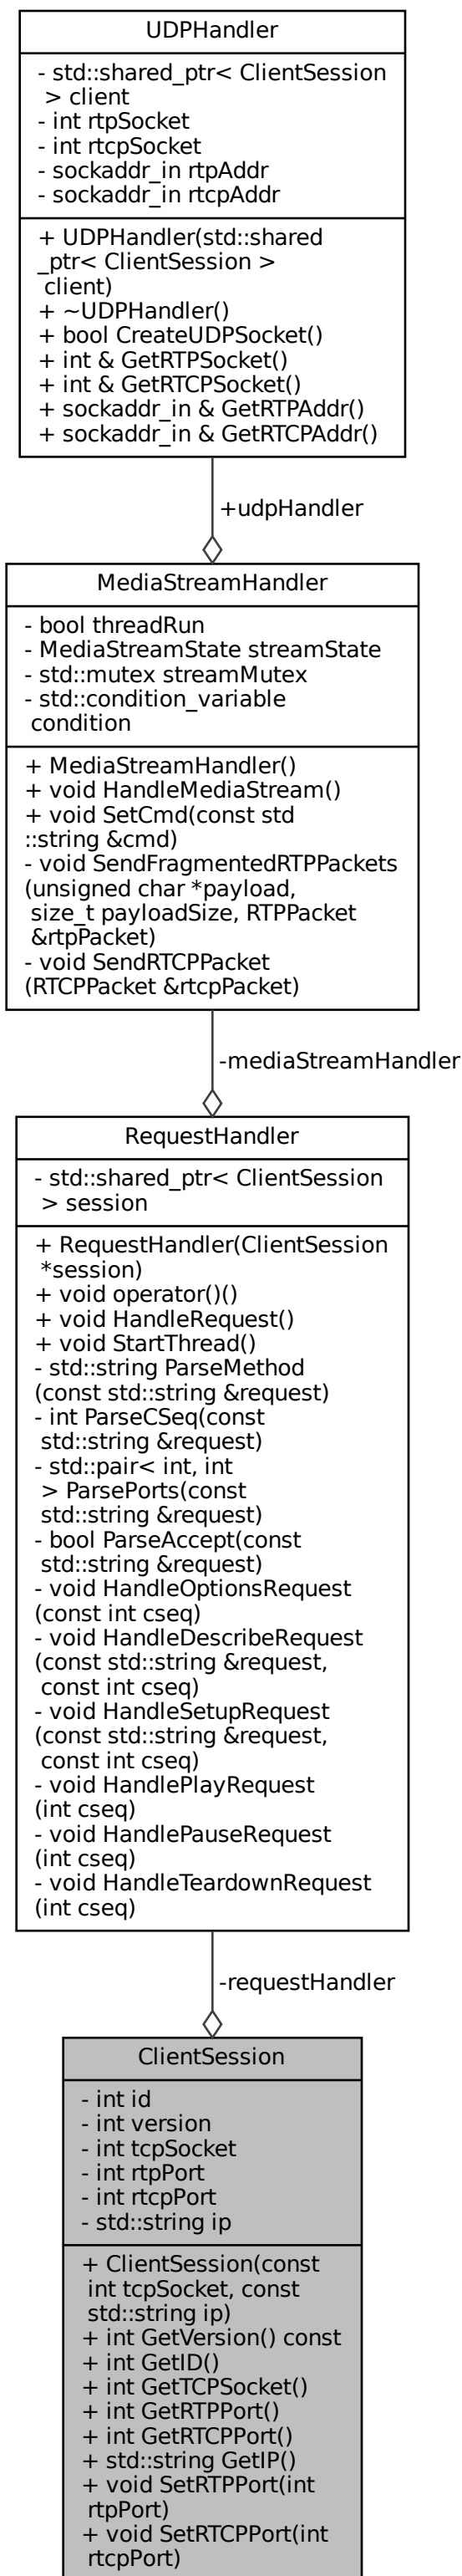 UDPHandler
- std::shared_ptr< ClientSession
> client
- int rtpSocket
- int rtcpSocket
- sockaddr_in rtpAddr
- sockaddr_in rtcpAddr
+ UDPHandler(std::shared
_ptr< ClientSession >
client)
+ ~UDPHandler()
+ bool CreateUDPSocket()
+ int & GetRTPSocket()
+ int & GetRTCPSocket()
+ sockaddr_in & GetRTPAddr()
+ sockaddr_in & GetRTCPAddr()
+udpHandler
MediaStreamHandler
- bool threadRun
- MediaStreamState streamState
- std::mutex streamMutex
- std::condition_variable
condition
+ MediaStreamHandler()
+ void HandleMediaStream()
+ void SetCmd(const std
::string &cmd)
- void SendFragmentedRTPPackets
(unsigned char *payload,
size_t payloadSize, RTPPacket
&rtpPacket)
- void SendRTCPPacket
(RTCPPacket &rtcpPacket)
-mediaStreamHandler
RequestHandler
- std::shared_ptr< ClientSession
> session
+ RequestHandler(ClientSession
*session)
+ void operator()()
+ void HandleRequest()
+ void StartThread()
- std::string ParseMethod
(const std::string &request)
- int ParseCSeq(const
std::string &request)
- std::pair< int, int
> ParsePorts(const
std::string &request)
- bool ParseAccept(const
std::string &request)
- void HandleOptionsRequest
(const int cseq)
- void HandleDescribeRequest
(const std::string &request,
const int cseq)
- void HandleSetupRequest
(const std::string &request,
const int cseq)
- void HandlePlayRequest
(int cseq)
- void HandlePauseRequest
(int cseq)
- void HandleTeardownRequest
(int cseq)
-requestHandler
ClientSession
- int id
- int version
- int tcpSocket
- int rtpPort
- int rtcpPort
- std::string ip
+ ClientSession(const
int tcpSocket, const
std::string ip)
+ int GetVersion() const
+ int GetID()
+ int GetTCPSocket()
+ int GetRTPPort()
+ int GetRTCPPort()
+ std::string GetIP()
+ void SetRTPPort(int
rtpPort)
+ void SetRTCPPort(int
rtcpPort)